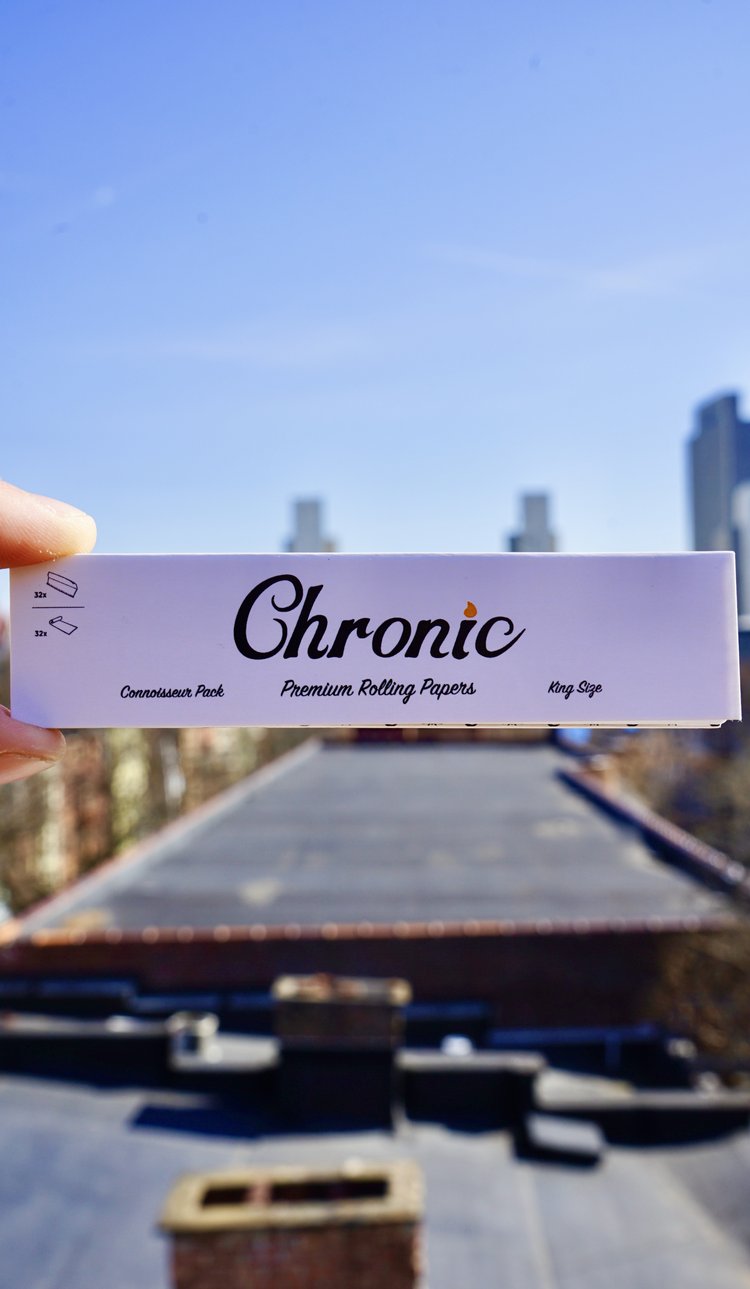 32x
32x
Chronic
Connoisseur Pack Premium Rolling Papers King Size